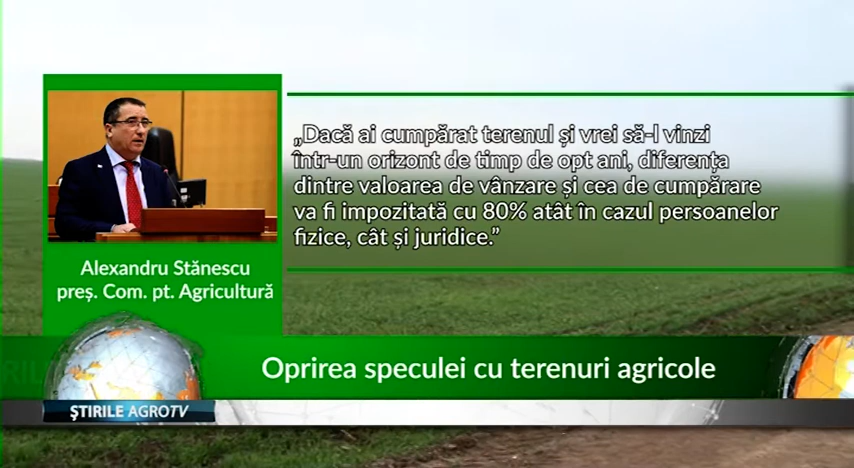 „Dacă ai cumpărat terenul și vrei să-l vinzi
într-un orizont de timp de opt ani, diferența
dintre valoarea de vânzare și cea de cumpărare
va fi impozitată cu 80% atât în cazul persoanelor
fizice, cât și juridice.”
Alexandru Stănescu
preș. Com. pt. Agricultură
Oprirea speculei cu terenuri agricole
ȘTIRILE AGROTV